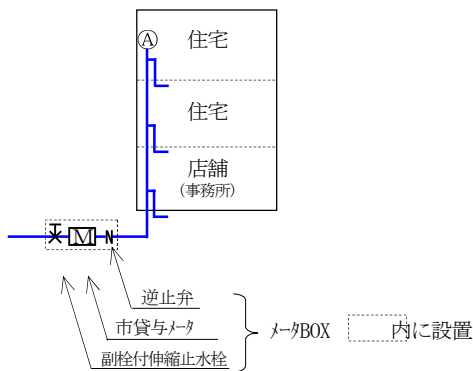 Ⓐ 住宅
住宅
店舗
(事務所)
M N
逆止弁
市貸与ﾒｰﾀ
副栓付伸縮止水栓
ﾒｰﾀBOX 内に設置